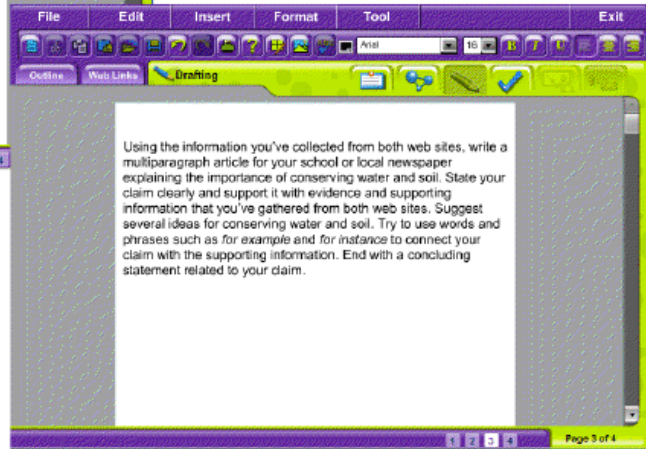 File Edit Insert Format Tool Exit
Arial 16 B I U
Outline Web Links Drafting
Using the information you've collected from both web sites, write a
multiparagraph article for your school or local newspaper
explaining the importance of conserving water and soil. State your
claim clearly and support it with evidence and supporting
information that you've gathered from both web sites. Suggest
several ideas for conserving water and soil. Try to use words and
phrases such as for example and for instance to connect your
claim with the supporting information. End with a concluding
statement related to your claim.
1 2 3 4 Page 3 of 4